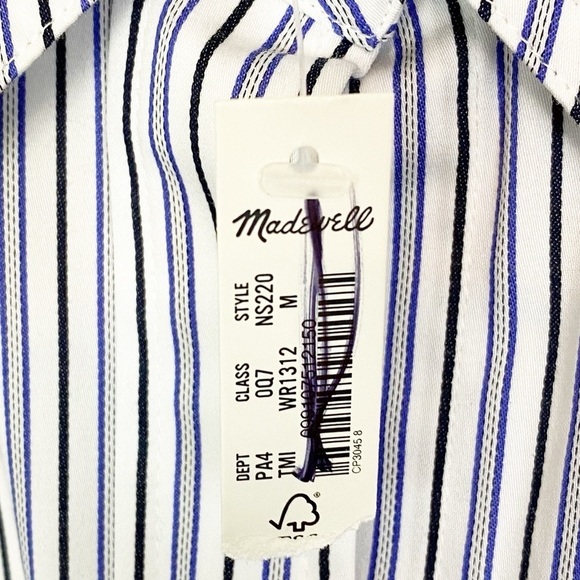 Madewell
DEPT CLASS STYLE
PA4 0Q7 NS220
TMI WR1312 M
CP3045 8